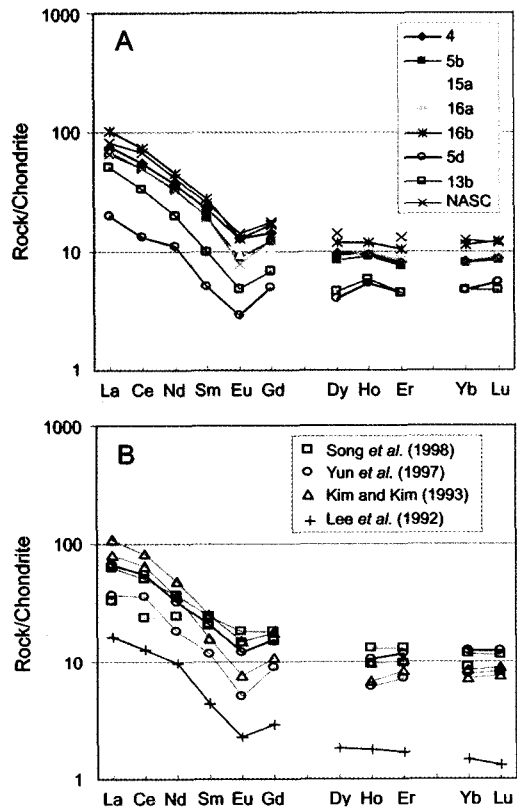 1000
A
4
5b
15a
16a
16b
5d
13b
NASC
100
Rock/Chondrite
10
1
La Ce Nd Sm Eu Gd Dy Ho Er Yb Lu
1000
B
Song et al. (1998)
Yun et al. (1997)
Kim and Kim (1993)
Lee et al. (1992)
100
Rock/Chondrite
10
1
La Ce Nd Sm Eu Gd Dy Ho Er Yb Lu